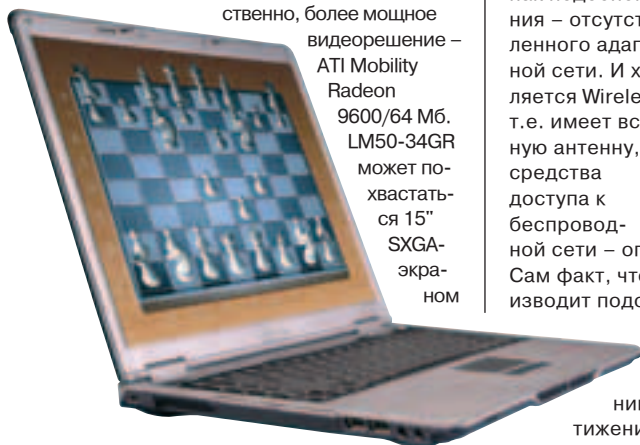 ственно, более мощное
видеорешение –
ATI Mobility
Radeon
9600/64 Мб.
LM50-34GR
может по-
хвастать-
ся 15"
SXGA-
экра-
ном
ния – отсутст
ленного адап
ной сети. И х
ляется Wirele
т.е. имеет вс
ную антенну,
средства
доступа к
беспровод-
ной сети – оп
Сам факт, что
изводит подо
ни
тижени